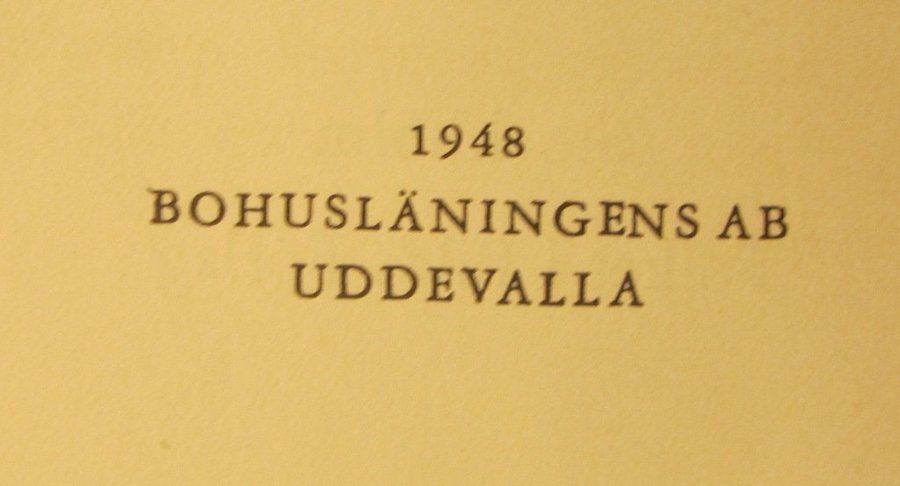 1948
BOHUSLÄNINGENS AB
UDDEVALLA